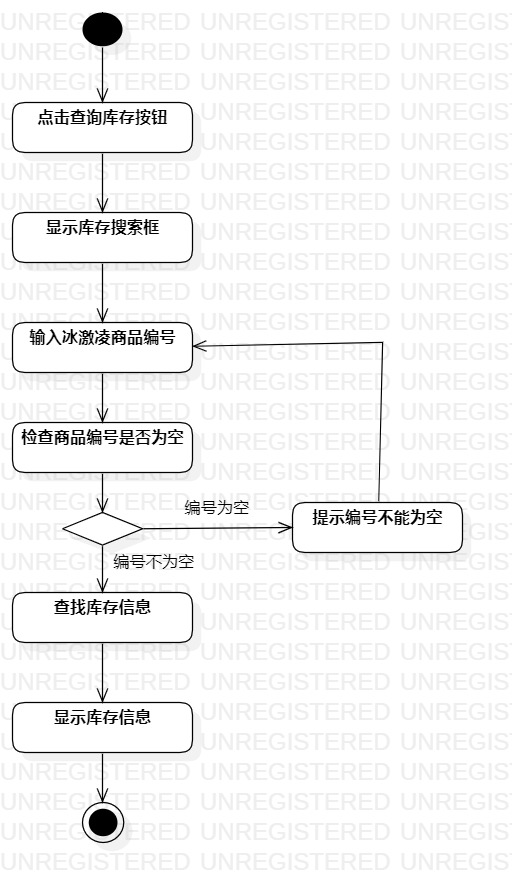 点击查询库存按钮
显示库存搜索框
输入冰激凌商品编号
检查商品编号是否为空
编号为空
提示编号不能为空
编号不为空
查找库存信息
显示库存信息
UNREGISTERED